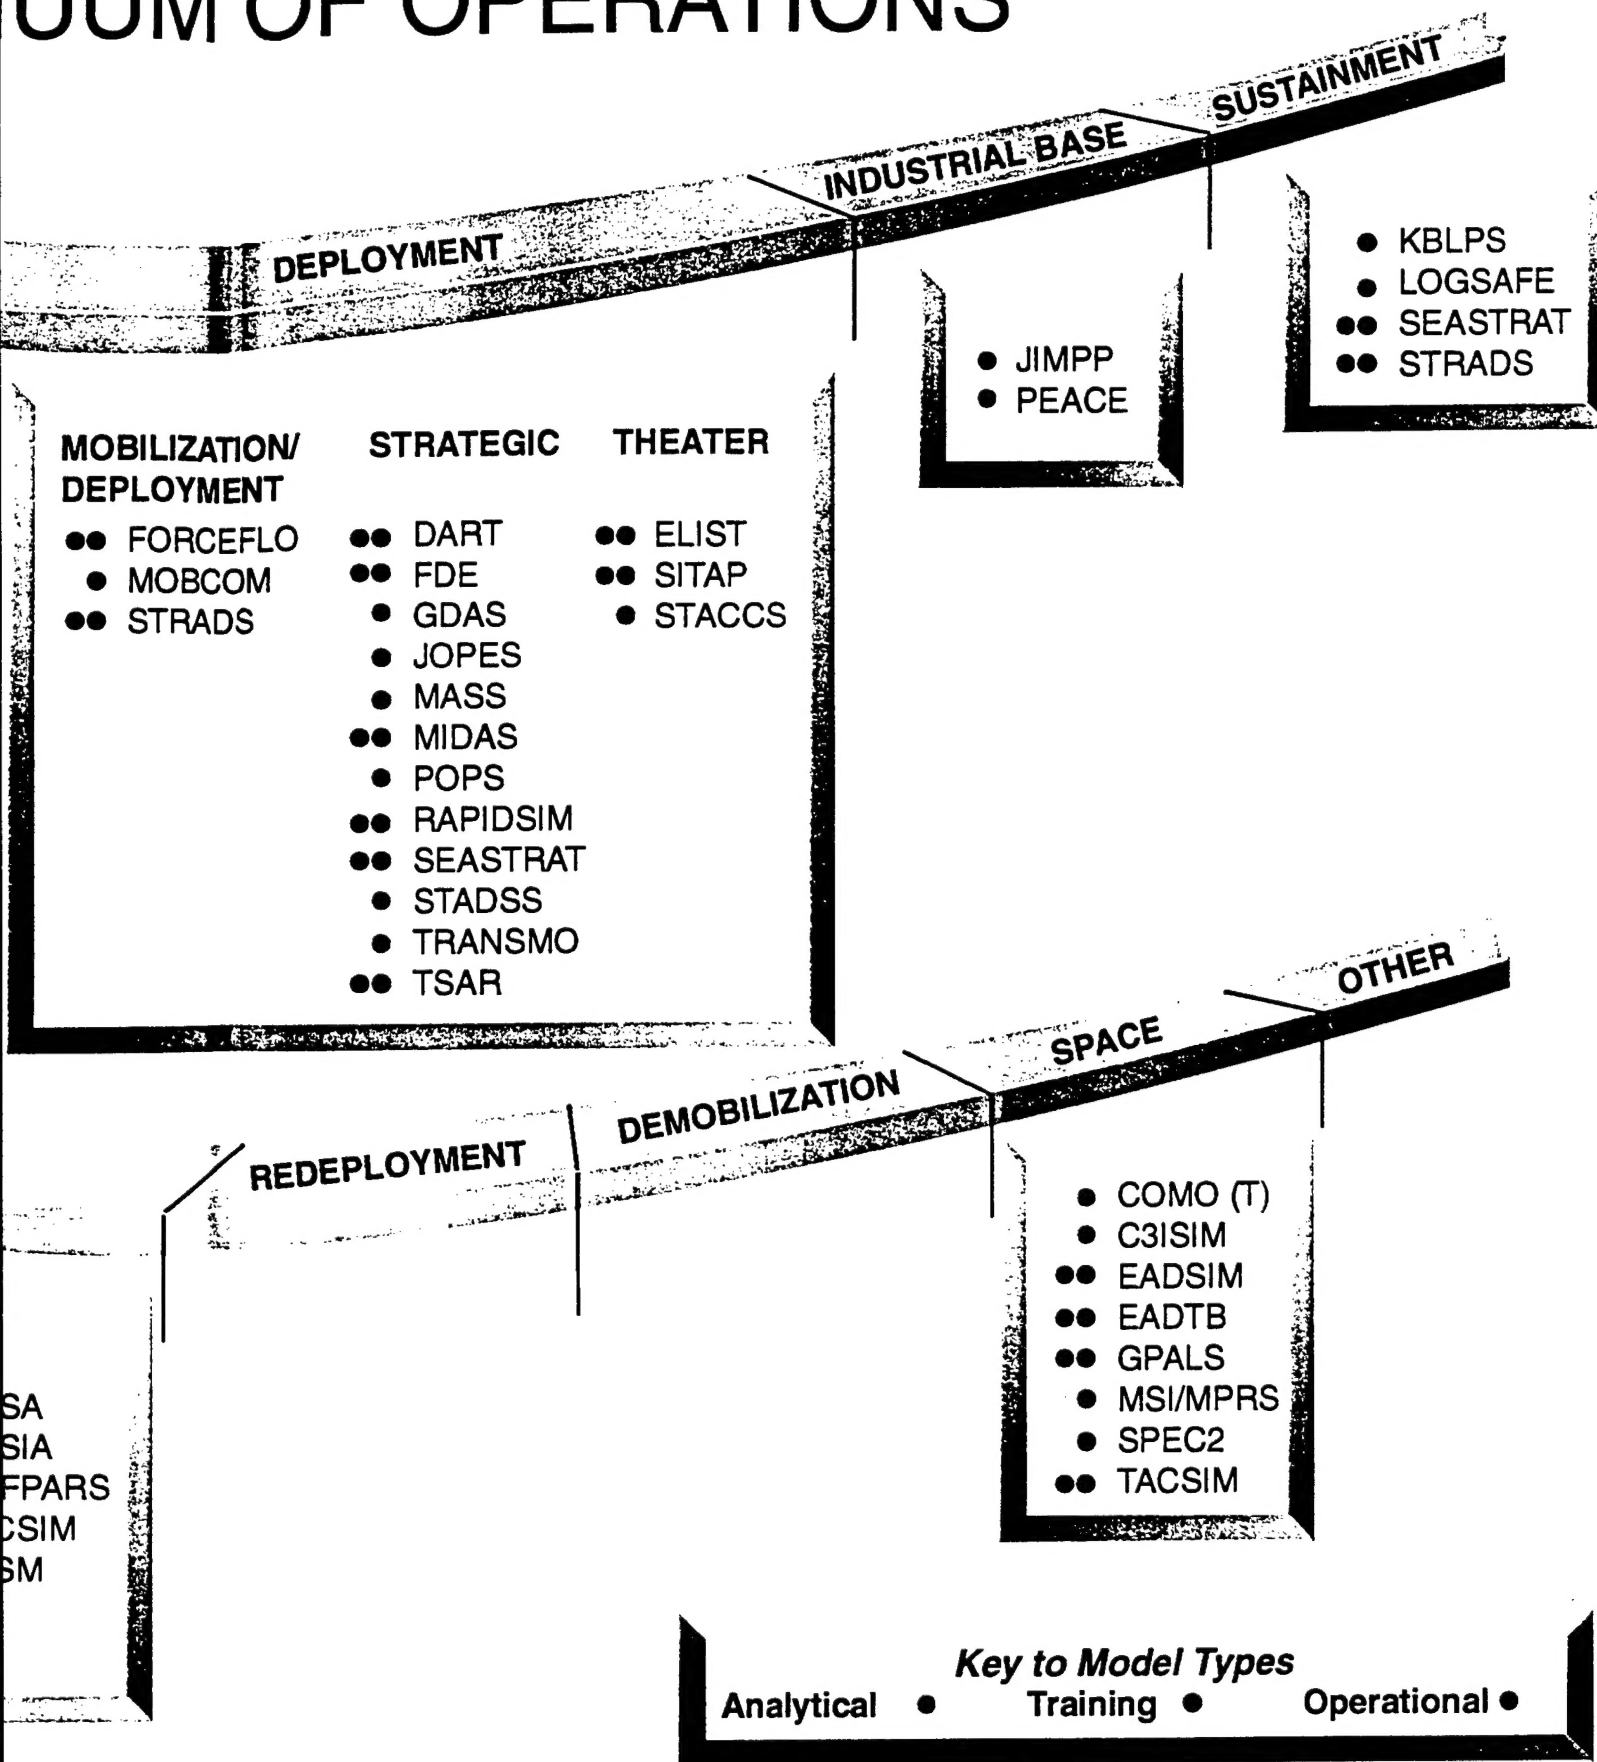 OF OPERATIONS
SUSTAINMENT
INDUSTRIAL BASE
DEPLOYMENT
● KBLPS
● LOGSAFE
●● SEASTRAT
●● STRADS
● JIMPP
● PEACE
MOBILIZATION/
DEPLOYMENT
●● FORCEFLO
● MOBCOM
●● STRADS
STRATEGIC
●● DART
●● FDE
● GDAS
● JOPES
● MASS
●● MIDAS
● POPS
●● RAPIDSIM
●● SEASTRAT
● STADSS
● TRANSMO
●● TSAR
THEATER
●● ELIST
●● SITAP
● STACCS
OTHER
SPACE
DEMOBILIZATION
REDEPLOYMENT
● COMO (T)
● C3ISIM
●● EADSIM
●● EADTB
●● GPALS
● MSI/MPRS
● SPEC2
●● TACSIM
SA
SIA
FPARS
CSIM
SM
Key to Model Types
Analytical ● Training ● Operational ●